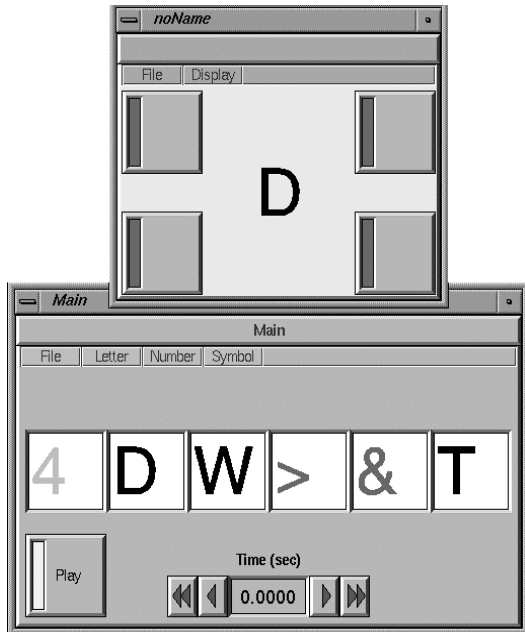 noName
File Display
D
Main
Main
File Letter Number Symbol
4 D W > & T
Play
Time (sec)
0.0000